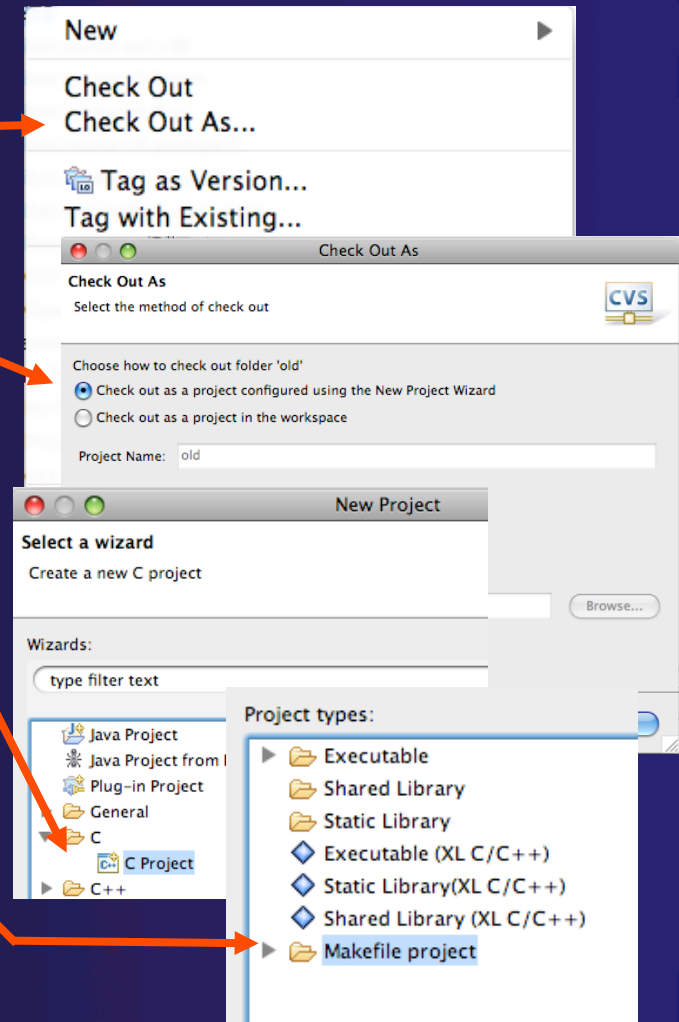 New
Check Out
Check Out As...
Tag as Version...
Tag with Existing...
Check Out As
Check Out As
Select the method of check out
CVS
Choose how to check out folder 'old'
Check out as a project configured using the New Project Wizard
Check out as a project in the workspace
Project Name: old
New Project
Select a wizard
Create a new C project
Browse...
Wizards:
type filter text
Java Project
Java Project from
Plug-in Project
General
C
C Project
C++
Project types:
Executable
Shared Library
Static Library
Executable (XL C/C++)
Static Library(XL C/C++)
Shared Library (XL C/C++)
Makefile project